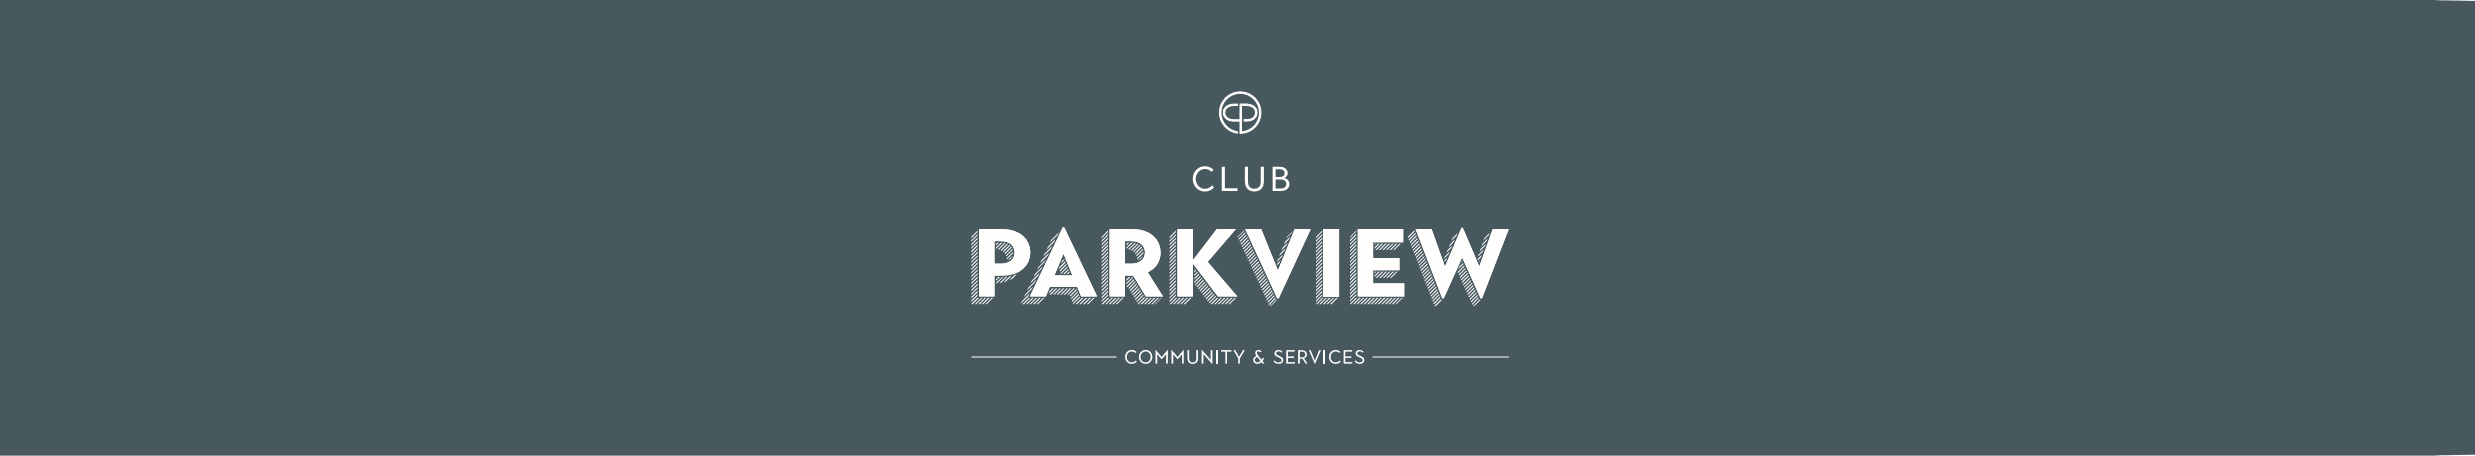 CLUB
PARKVIEW
COMMUNITY & SERVICES